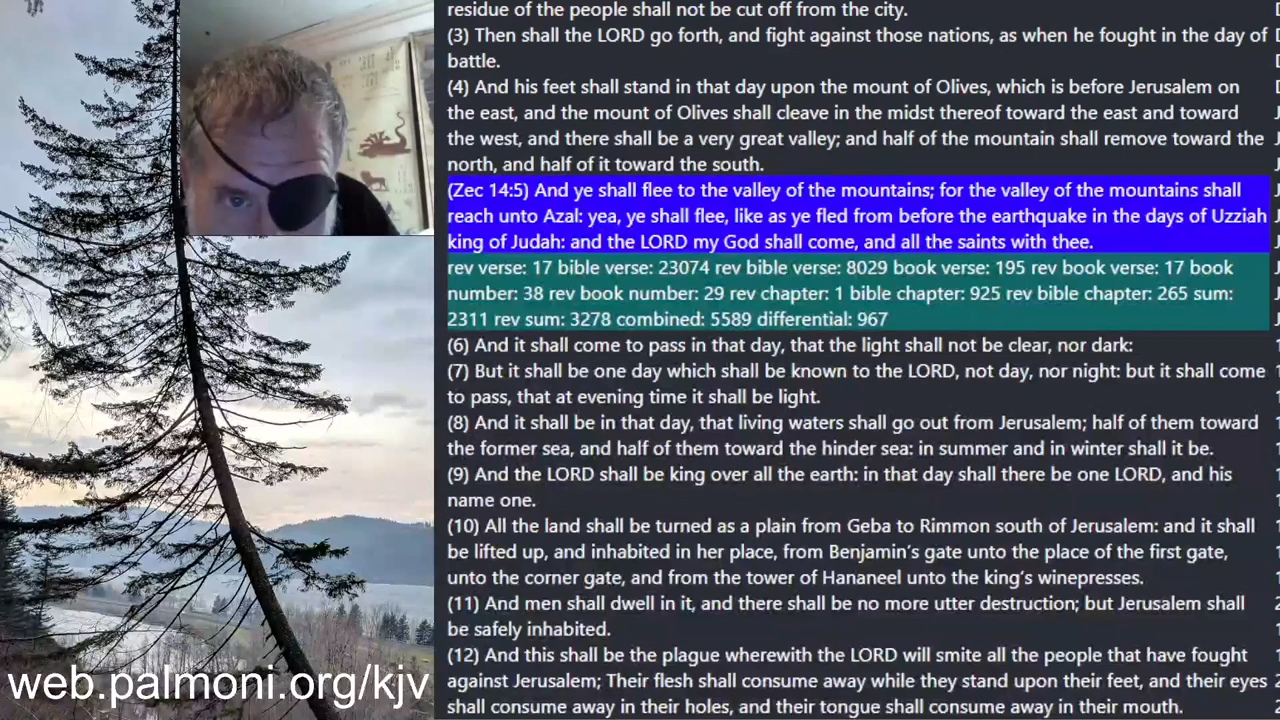 residue of the people shall not be cut off from the city.
(3) Then shall the LORD go forth, and fight against those nations, as when he fought in the day of
battle.
(4) And his feet shall stand in that day upon the mount of Olives, which is before Jerusalem on
the east, and the mount of Olives shall cleave in the midst thereof toward the east and toward
the west, and there shall be a very great valley; and half of the mountain shall remove toward the
north, and half of it toward the south.
(Zec 14:5) And ye shall flee to the valley of the mountains; for the valley of the mountains shall
reach unto Azal: yea, ye shall flee, like as ye fled from before the earthquake in the days of Uzziah
king of Judah: and the LORD my God shall come, and all the saints with thee.
rev verse: 17 bible verse: 23074 rev bible verse: 8029 book verse: 195 rev book verse: 17 book
number: 38 rev book number: 29 rev chapter: 1 bible chapter: 925 rev bible chapter: 265 sum:
2311 rev sum: 3278 combined: 5589 differential: 967
(6) And it shall come to pass in that day, that the light shall not be clear, nor dark:
(7) But it shall be one day which shall be known to the LORD, not day, nor night: but it shall come
to pass, that at evening time it shall be light.
(8) And it shall be in that day, that living waters shall go out from Jerusalem; half of them toward
the former sea, and half of them toward the hinder sea: in summer and in winter shall it be.
(9) And the LORD shall be king over all the earth: in that day shall there be one LORD, and his
name one.
(10) All the land shall be turned as a plain from Geba to Rimmon south of Jerusalem: and it shall
be lifted up, and inhabited in her place, from Benjamin’s gate unto the place of the first gate,
unto the corner gate, and from the tower of Hananeel unto the king’s winepresses.
(11) And men shall dwell in it, and there shall be no more utter destruction; but Jerusalem shall
be safely inhabited.
(12) And this shall be the plague wherewith the LORD will smite all the people that have fought
against Jerusalem; Their flesh shall consume away while they stand upon their feet, and their eyes
shall consume away in their holes, and their tongue shall consume away in their mouth.
web.palmoni.org/kjv